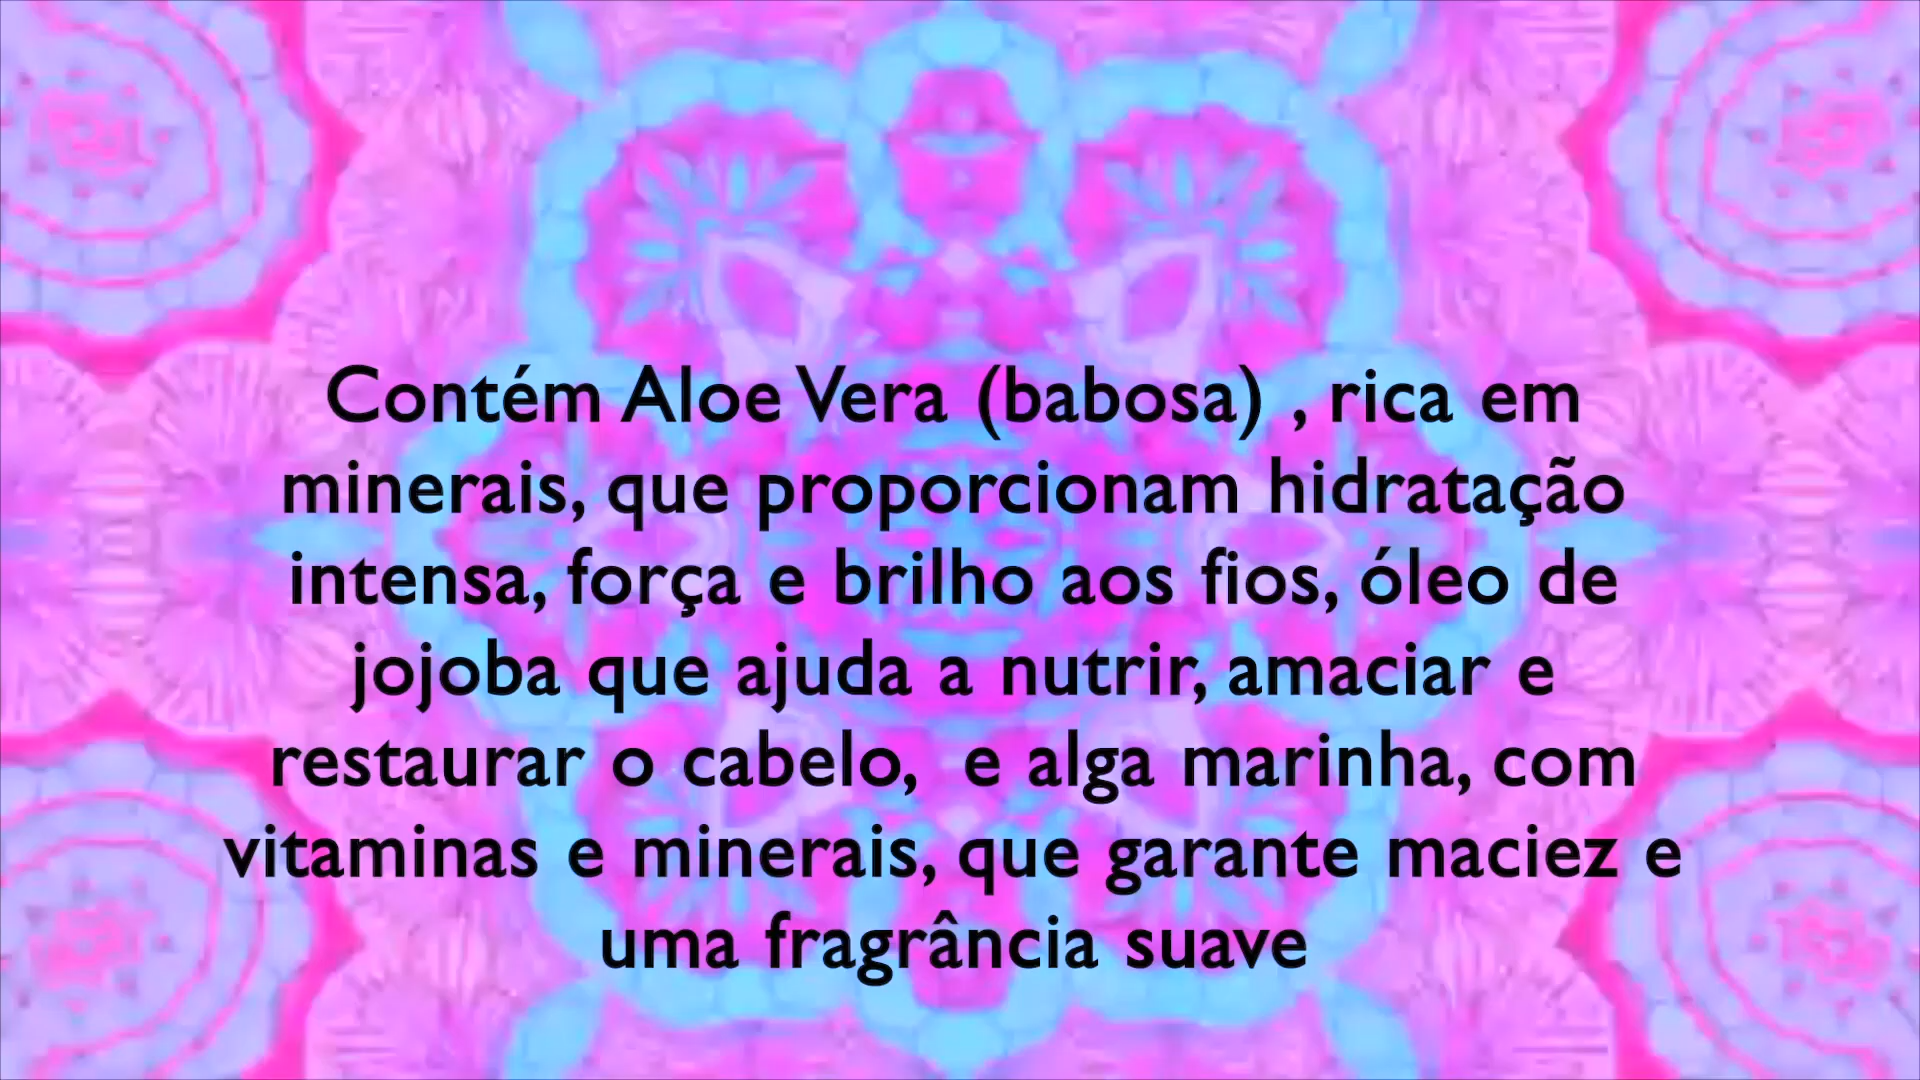 Contém Aloe Vera (babosa) , rica em
minerais, que proporcionam hidratação
intensa, força e brilho aos fios, óleo de
jojoba que ajuda a nutrir, amaciar e
restaurar o cabelo,  e alga marinha, com
vitaminas e minerais, que garante maciez e
uma fragrância suave